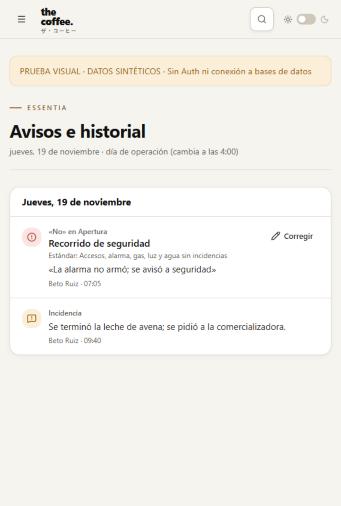 the
coffee.
ザ・コーヒー
PRUEBA VISUAL · DATOS SINTÉTICOS · Sin Auth ni conexión a bases de datos
ESSENTIA
Avisos e historial
jueves, 19 de noviembre · día de operación (cambia a las 4:00)
Jueves, 19 de noviembre
«No» en Apertura
Recorrido de seguridad
Corregir
Estándar: Accesos, alarma, gas, luz y agua sin incidencias
«La alarma no armó; se avisó a seguridad»
Beto Ruiz · 07:05
Incidencia
Se terminó la leche de avena; se pidió a la comercializadora.
Beto Ruiz · 09:40